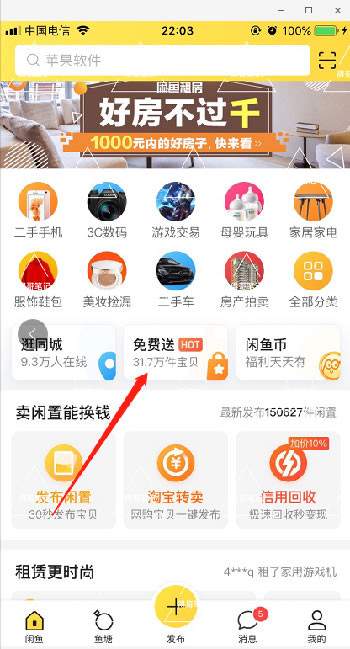 中国电信
22:03
100%
苹果软件
闲鱼租房
好房不过千
1000元内的好房子，快来看
二手手机
3C数码
游戏交易
母婴玩具
家居家电
服饰鞋包
美妆捡漏
二手车
房产拍卖
全部分类
逛同城
9.3万人在线
免费送 HOT
31.7万件宝贝
闲鱼币
福利天天有
卖闲置能换钱
最新发布150627件闲置
加价10%
发布闲置
淘宝转卖
信用回收
30秒发布宝贝
网购宝贝一键发布
极速回收秒变现
租赁更时尚
4***q 租了家用游戏机
5
闲鱼
鱼塘
发布
消息
我的